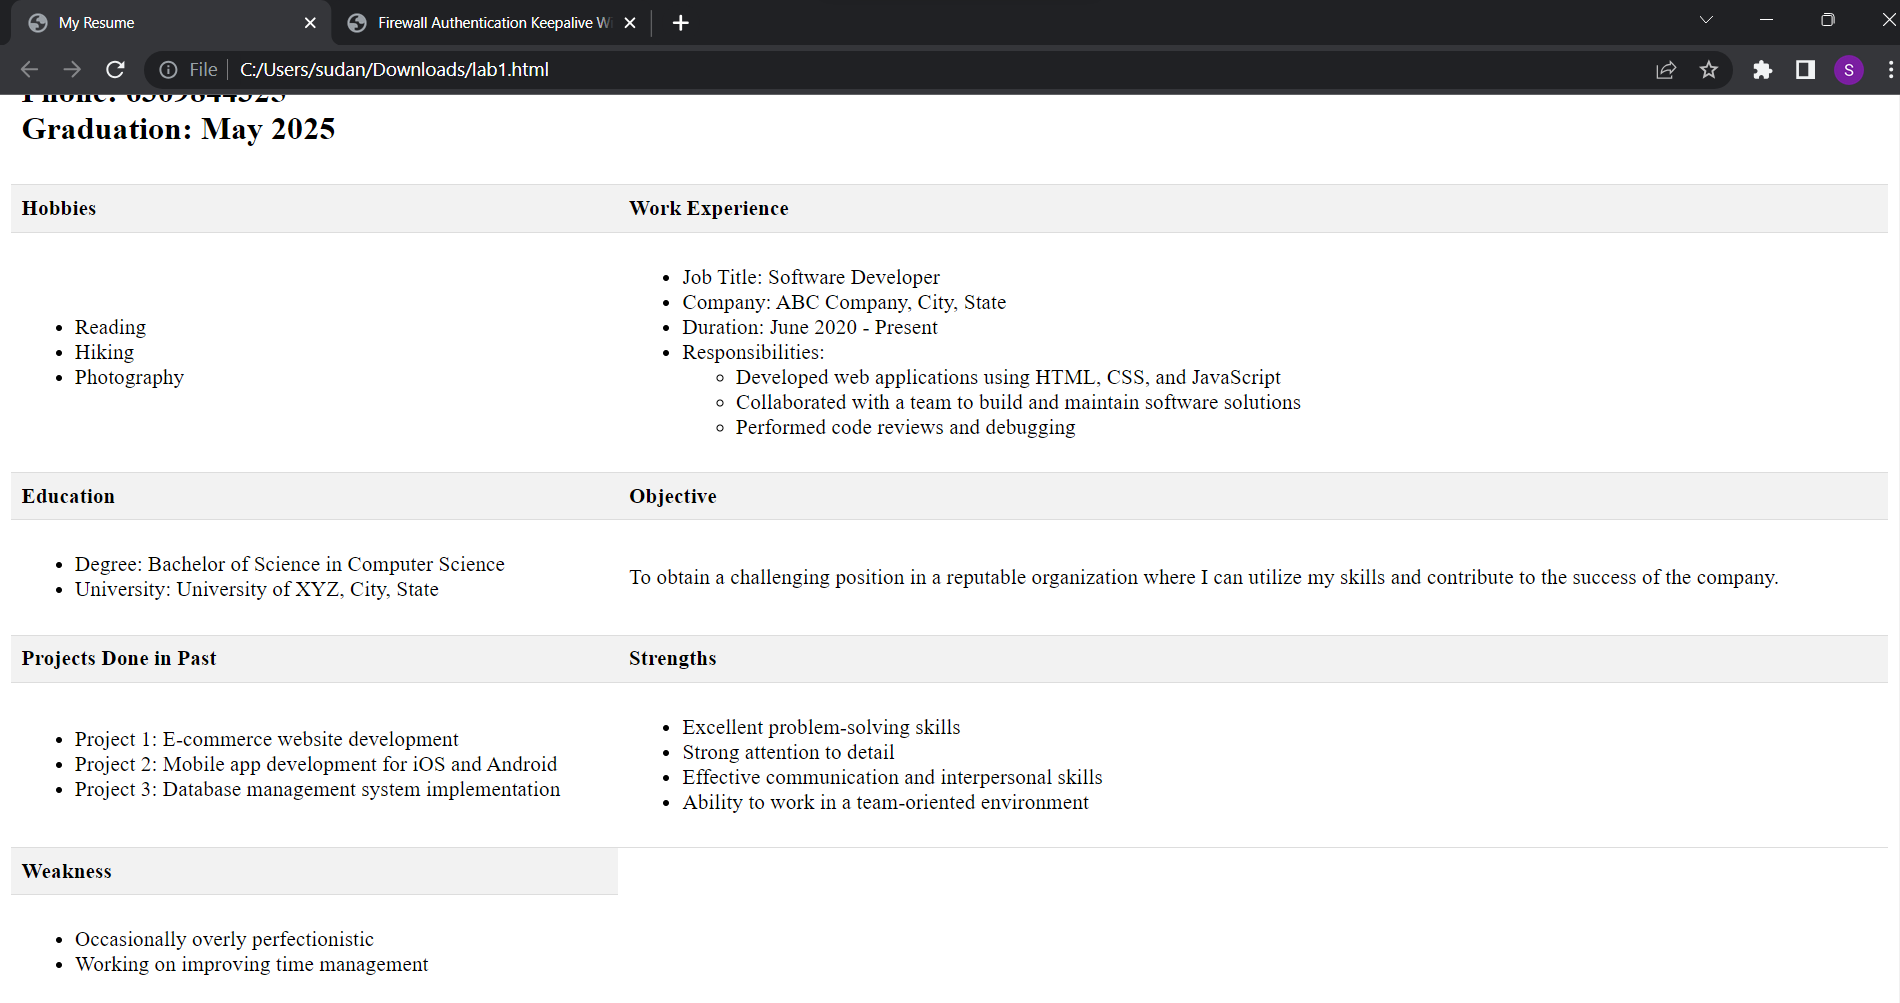 My Resume
Firewall Authentication Keepalive Wi
File
C:/Users/sudan/Downloads/lab1.html
S
Phone: 6369844325
Graduation: May 2025
Hobbies
Work Experience
Reading
Hiking
Photography
Job Title: Software Developer
Company: ABC Company, City, State
Duration: June 2020 - Present
Responsibilities:
Developed web applications using HTML, CSS, and JavaScript
Collaborated with a team to build and maintain software solutions
Performed code reviews and debugging
Education
Objective
Degree: Bachelor of Science in Computer Science
University: University of XYZ, City, State
To obtain a challenging position in a reputable organization where I can utilize my skills and contribute to the success of the company.
Projects Done in Past
Strengths
Project 1: E-commerce website development
Project 2: Mobile app development for iOS and Android
Project 3: Database management system implementation
Excellent problem-solving skills
Strong attention to detail
Effective communication and interpersonal skills
Ability to work in a team-oriented environment
Weakness
Occasionally overly perfectionistic
Working on improving time management